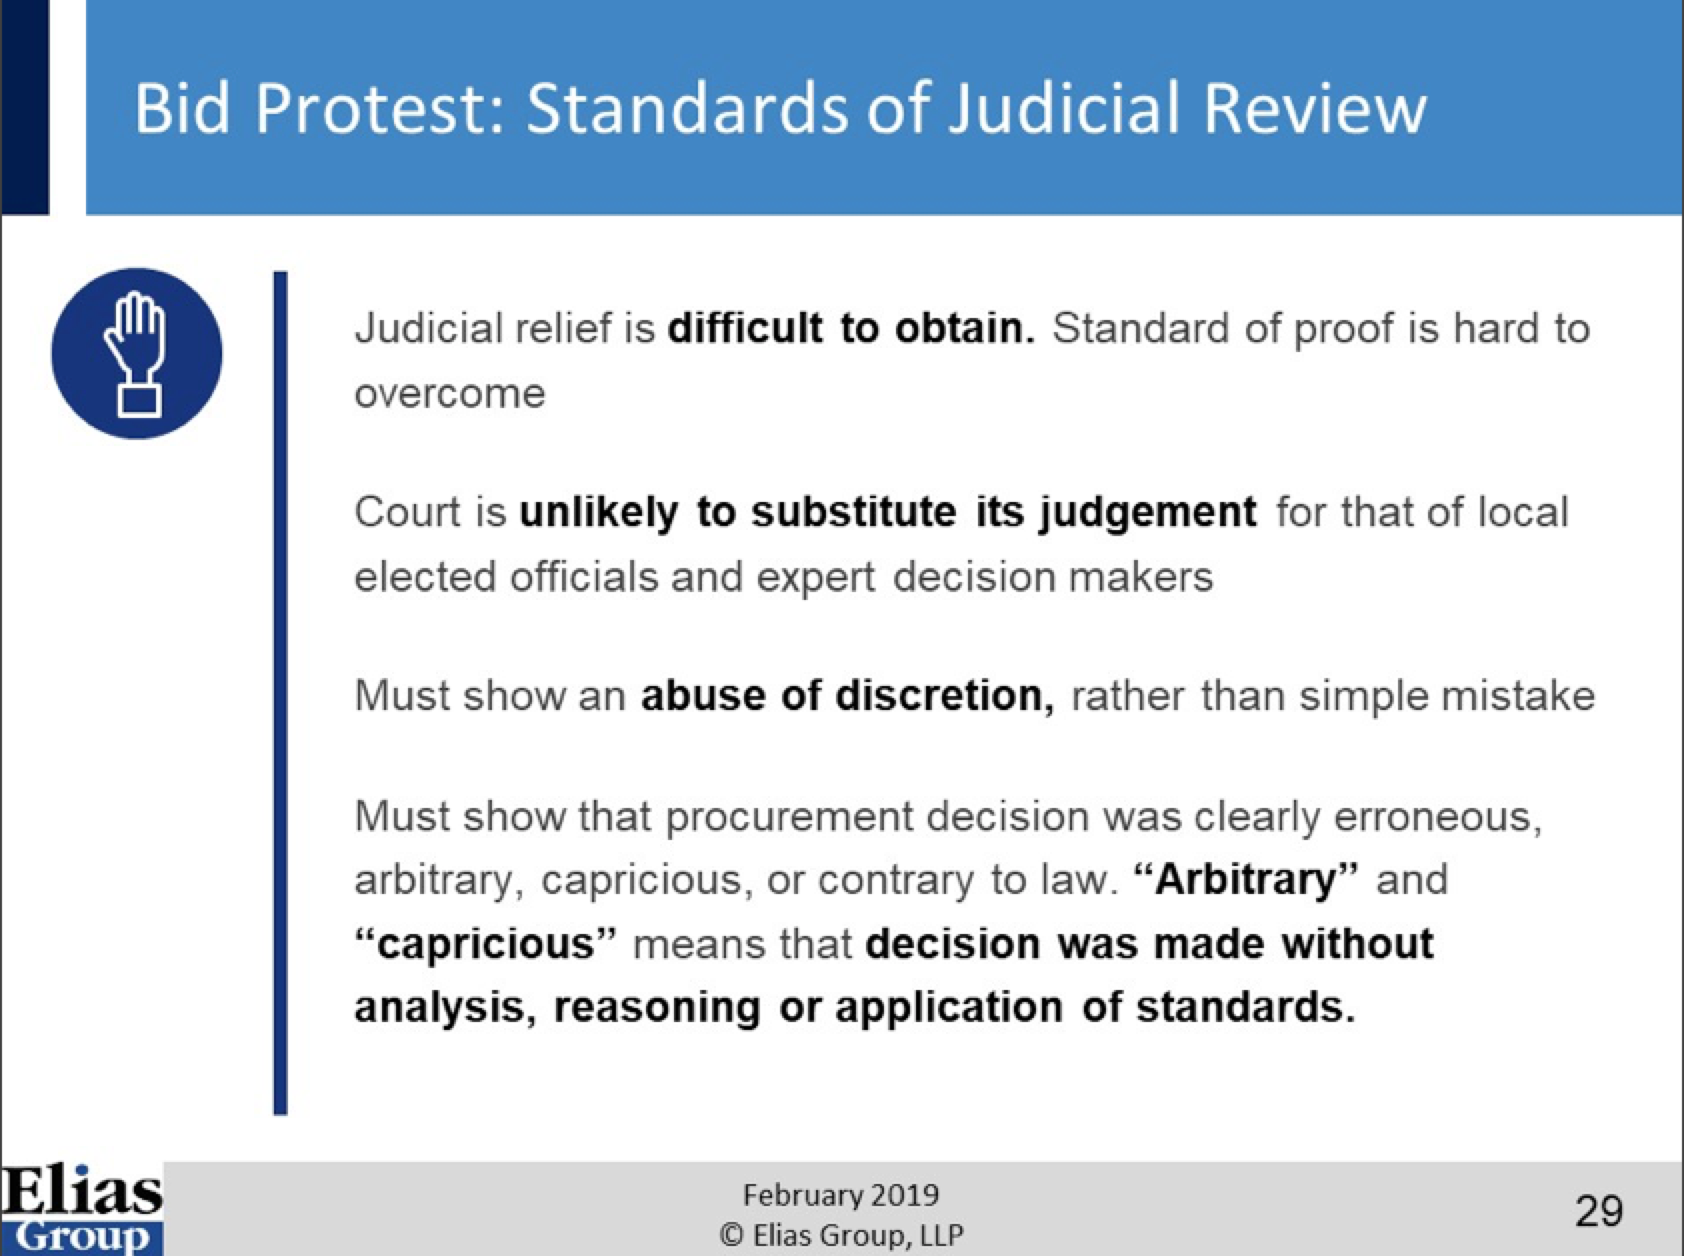 Bid Protest: Standards of Judicial Review
Judicial relief is difficult to obtain. Standard of proof is hard to
overcome
Court is unlikely to substitute its judgement for that of local
elected officials and expert decision makers
Must show an abuse of discretion, rather than simple mistake
Must show that procurement decision was clearly erroneous,
arbitrary, capricious, or contrary to law. “Arbitrary” and
“capricious” means that decision was made without
analysis, reasoning or application of standards.
Elias
Group
February 2019
© Elias Group, LLP
29